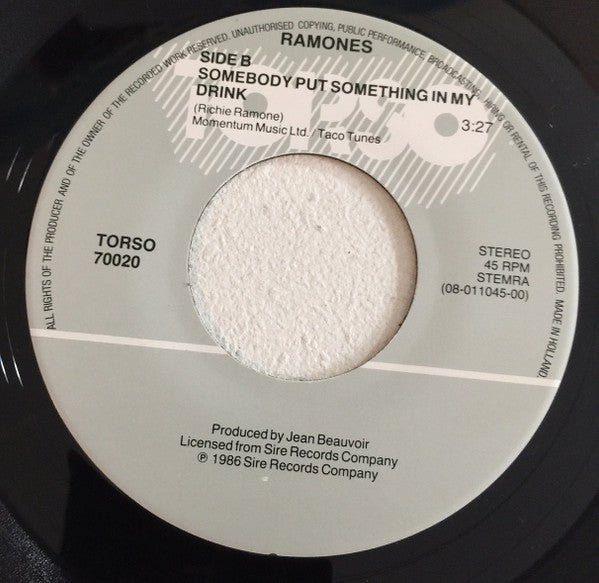 ALL RIGHTS OF THE PRODUCER AND OF THE OWNER OF THE RECORDED WORK RESERVED. UNAUTHORISED COPYING, PUBLIC PERFORMANCE, BROADCASTING, HIRING OR RENTAL OF THIS RECORDING PROHIBITED. MADE IN HOLLAND.
RAMONES
SIDE B
SOMEBODY PUT SOMETHING IN MY
DRINK
(Richie Ramone)
3:27
Momentum Music Ltd. / Taco Tunes
TORSO
TORSO
70020
STEREO
45 RPM
STEMRA
(08-011045-00)
Produced by Jean Beauvoir
Licensed from Sire Records Company
℗ 1986 Sire Records Company